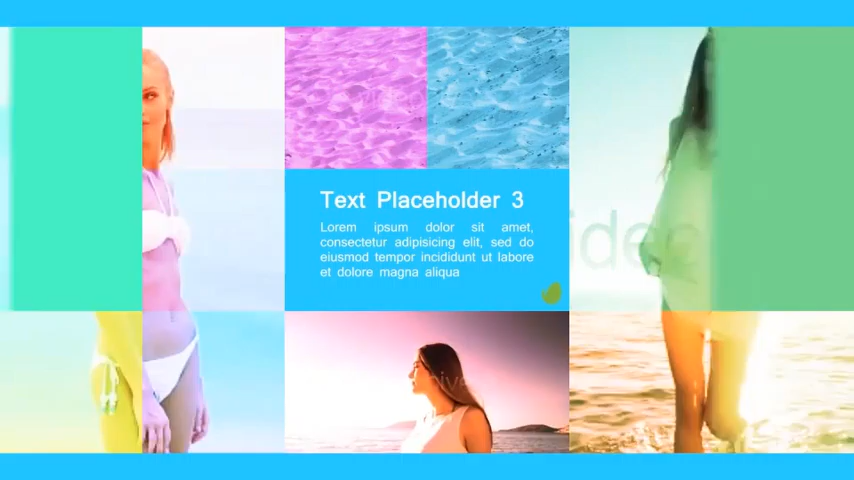 Text Placeholder 3
Lorem ipsum dolor sit amet,
consectetur adipisicing elit, sed do
eiusmod tempor incididunt ut labore
et dolore magna aliqua